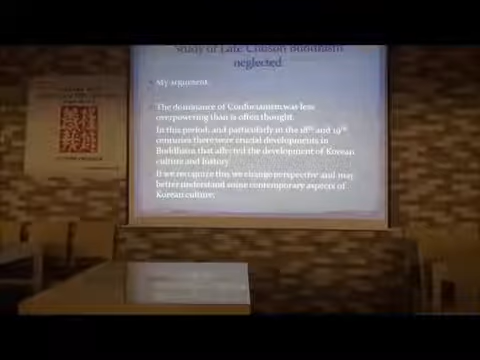 Study of Late Choson Buddhism
neglected
My argument:
The dominance of Confucianism was less
overpowering than is often thought.
In this period, and particularly in the 18th and 19th
centuries there were crucial developments in
Buddhism that affected the development of Korean
culture and history
If we recognize this we change perspective and may
better understand some contemporary aspects of
Korean culture.